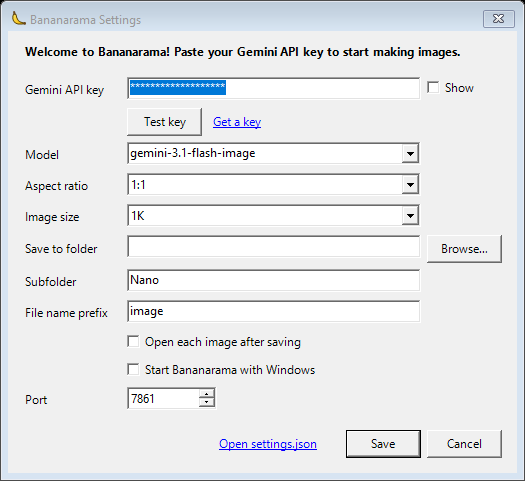 Bananarama Settings
Welcome to Bananarama! Paste your Gemini API key to start making images.
Gemini API key ******************* Show
Test key Get a key
Model gemini-3.1-flash-image
Aspect ratio 1:1
Image size 1K
Save to folder Browse...
Subfolder Nano
File name prefix image
Open each image after saving
Start Bananarama with Windows
Port 7861
Open settings.json Save Cancel